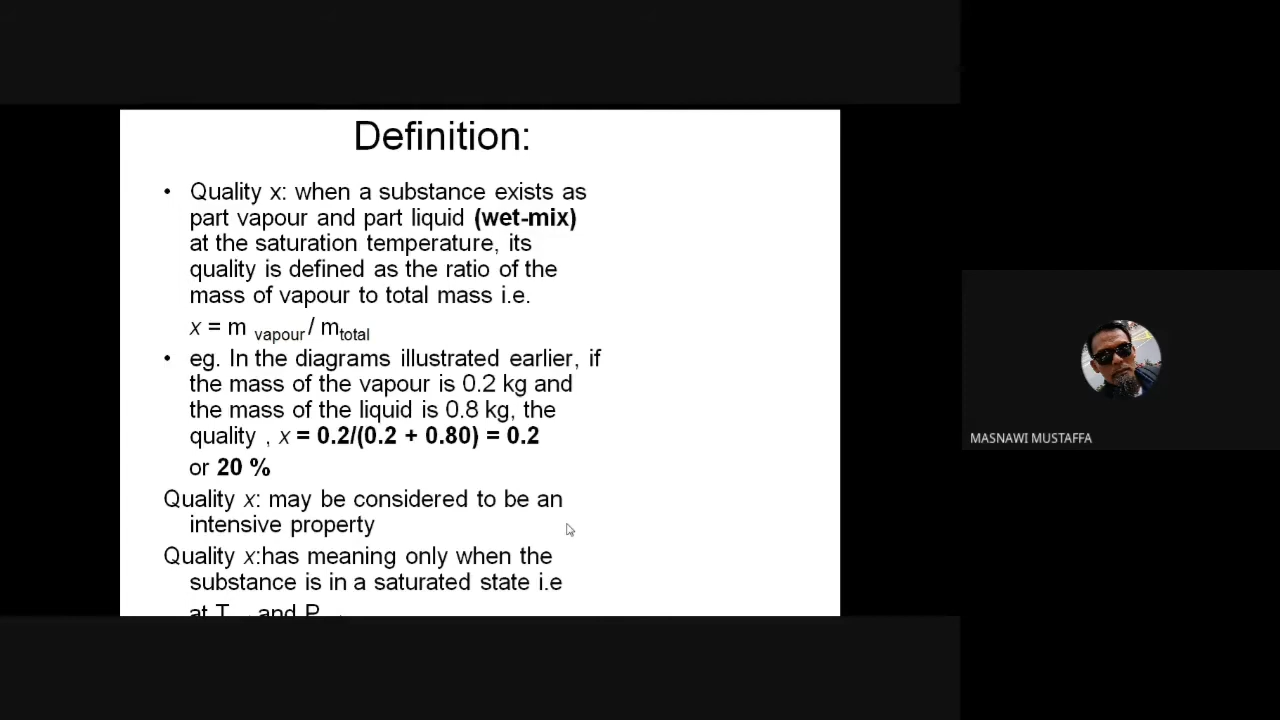 Definition:
• Quality x: when a substance exists as
part vapour and part liquid (wet-mix)
at the saturation temperature, its
quality is defined as the ratio of the
mass of vapour to total mass i.e.
x = m vapour / mtotal
• eg. In the diagrams illustrated earlier, if
the mass of the vapour is 0.2 kg and
the mass of the liquid is 0.8 kg, the
quality , x = 0.2/(0.2 + 0.80) = 0.2
or 20 %
Quality x: may be considered to be an
intensive property
Quality x:has meaning only when the
substance is in a saturated state i.e
at T and P
MASNAWI MUSTAFFA